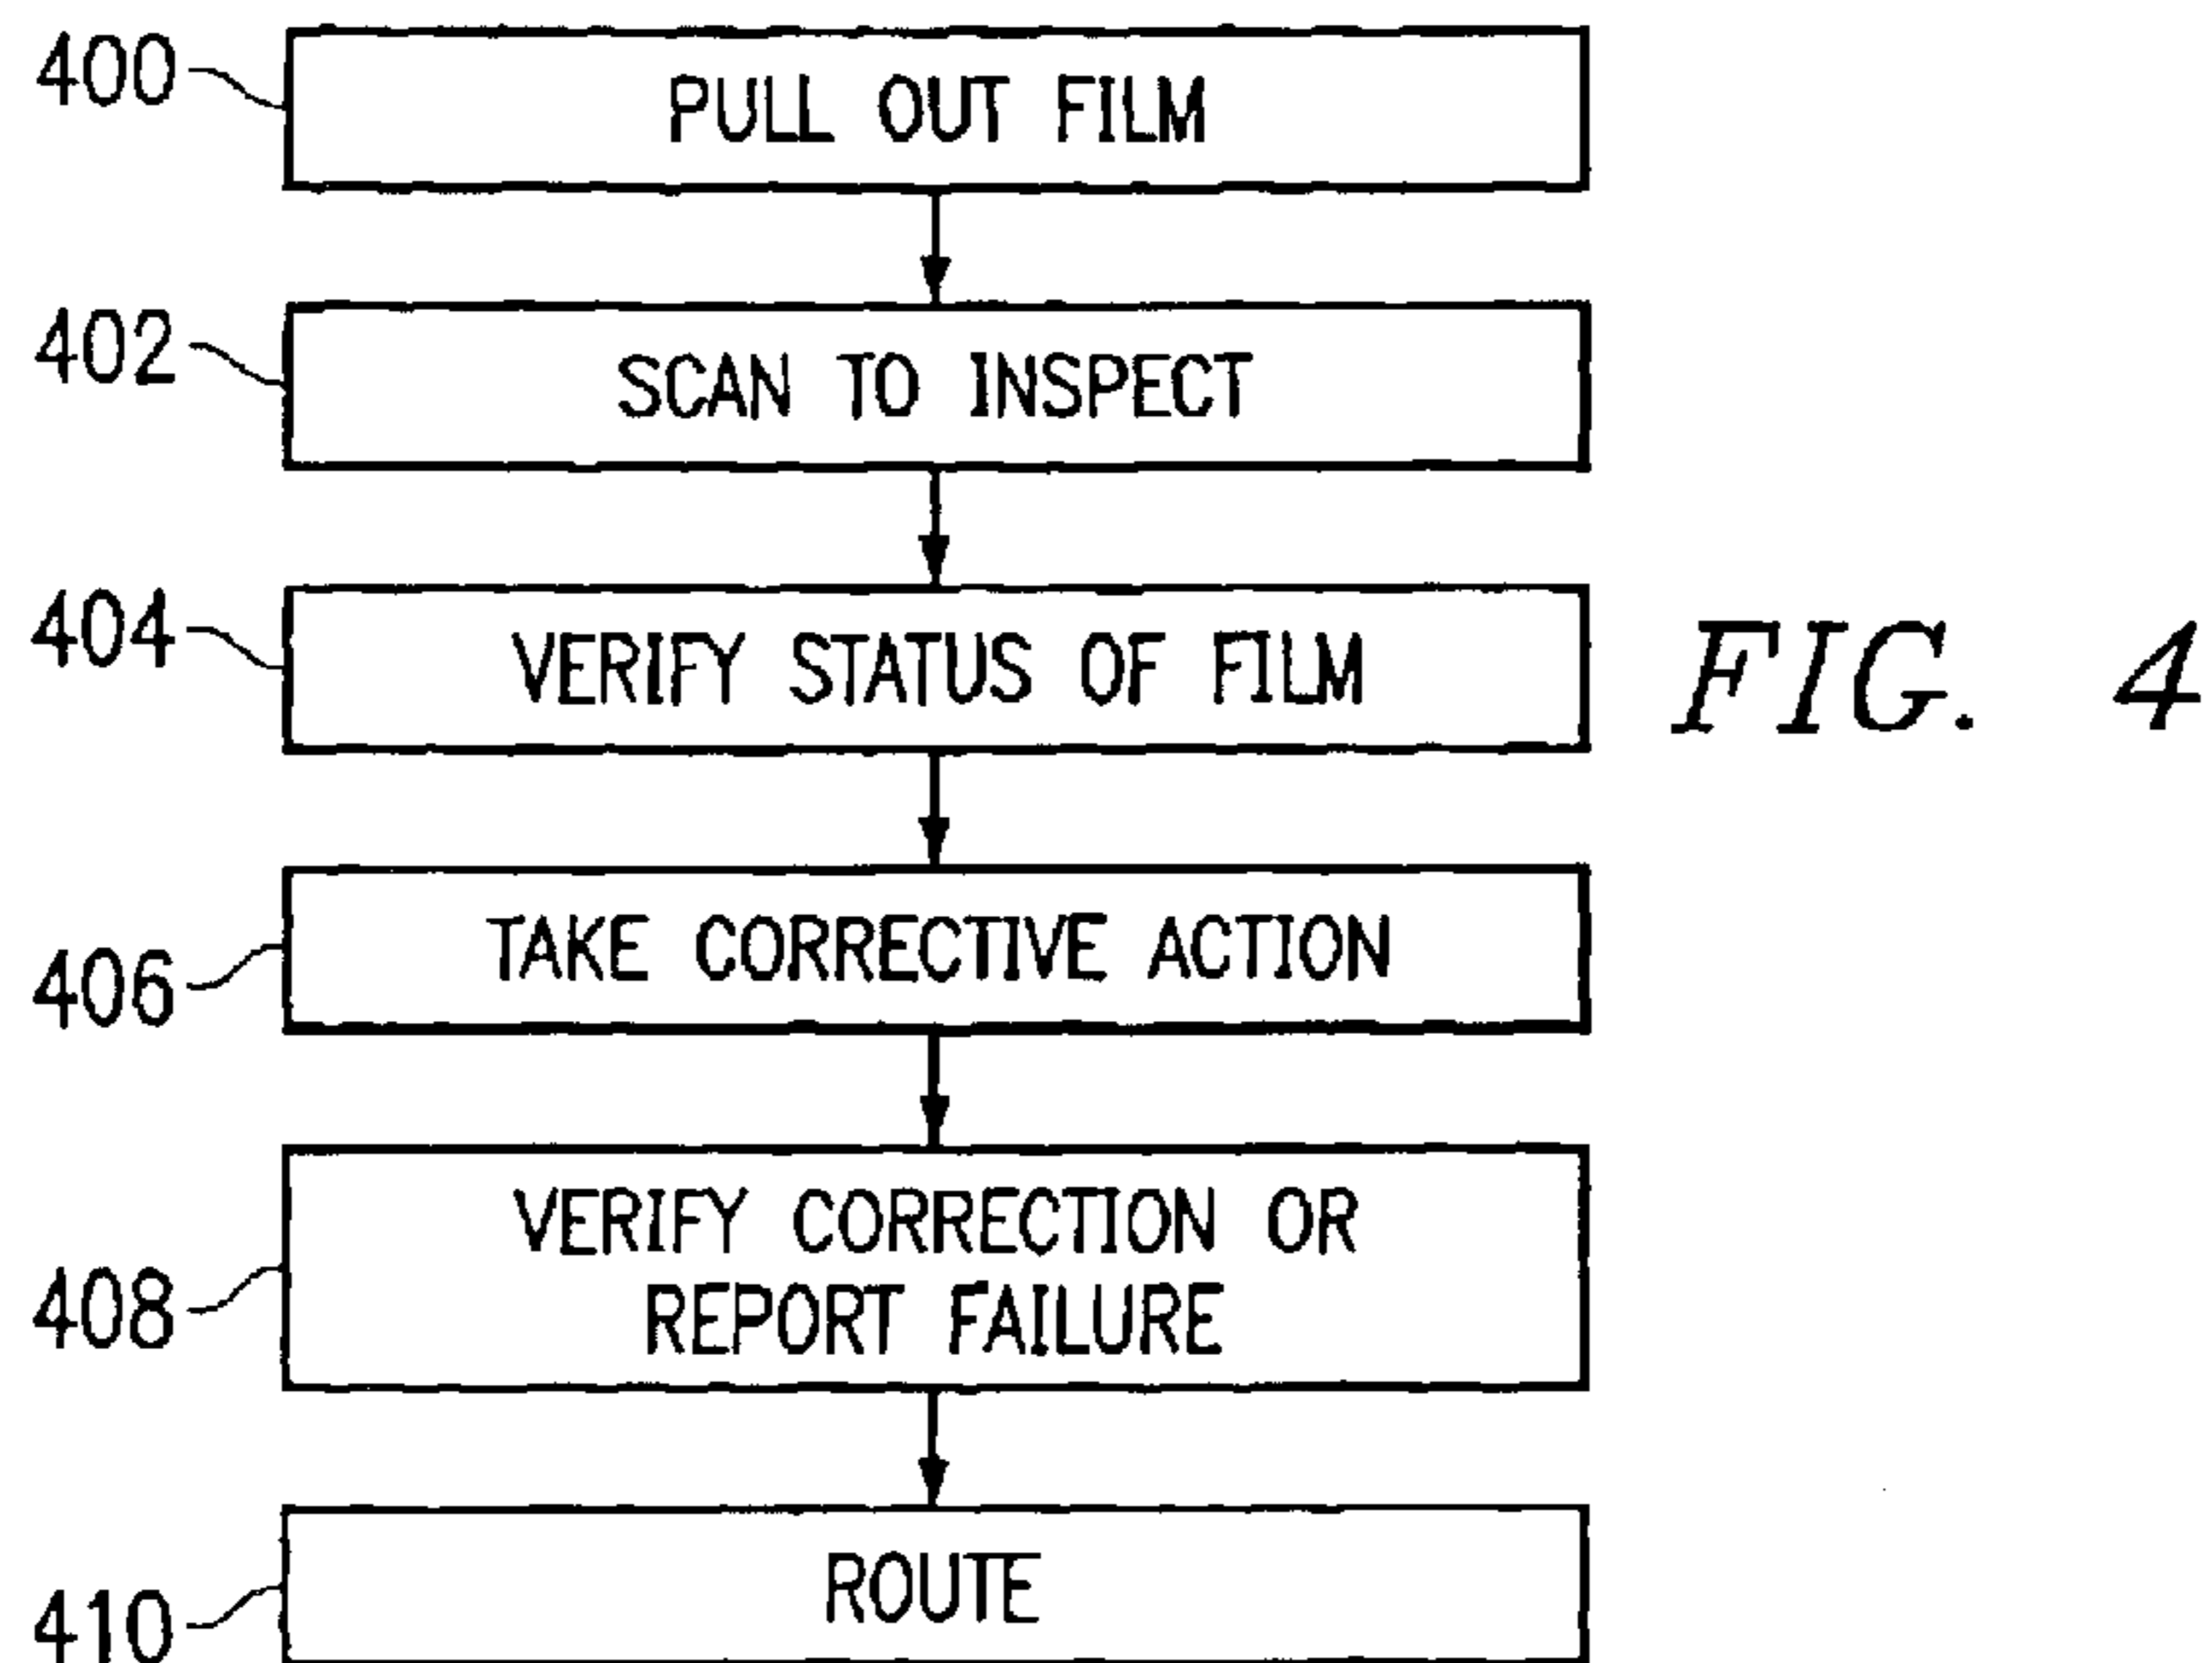 400
PULL OUT FILM
402
SCAN TO INSPECT
404
VERIFY STATUS OF FILM
FIG. 4
406
TAKE CORRECTIVE ACTION
408
VERIFY CORRECTION OR
REPORT FAILURE
410
ROUTE